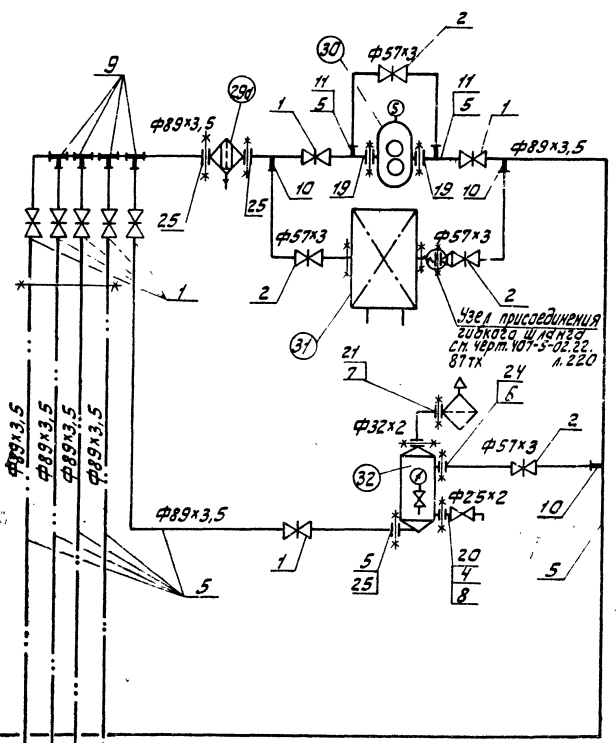 2
30
ф57×3
9
29д
11
5
1
11
5
1
ф89×3,5
ф89×3,5
S
25
25
10
19
19
10
ф57×3
ф57×3
1
2
2
31
Узел присоединения
гибкого шланга
см. черт. 407-5-02.22.
87тх л.220
21
7
24
6
ф32×2
ф57×3
2
32
ф25×2
10
ф89×3,5
ф89×3,5
ф89×3,5
ф89×3,5
ф89×3,5
1
5
25
20
4
8
5
5
ф89×3,5